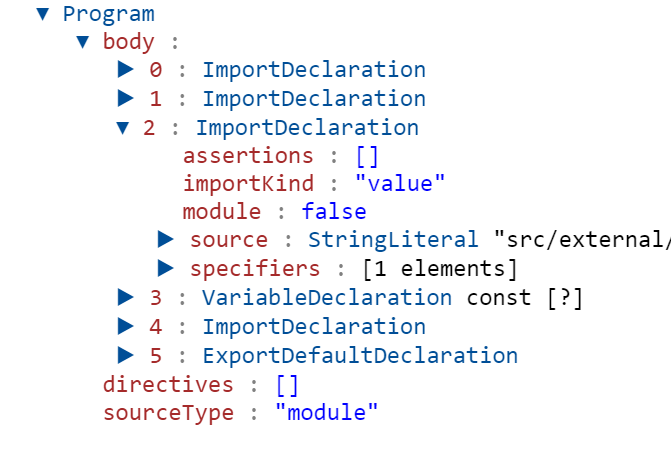 ▼ Program
▼ body :
▶ 0 : ImportDeclaration
▶ 1 : ImportDeclaration
▼ 2 : ImportDeclaration
assertions : []
importKind : "value"
module : false
▶ source : StringLiteral "src/external/
▶ specifiers : [1 elements]
▶ 3 : VariableDeclaration const [?]
▶ 4 : ImportDeclaration
▶ 5 : ExportDefaultDeclaration
directives : []
sourceType : "module"